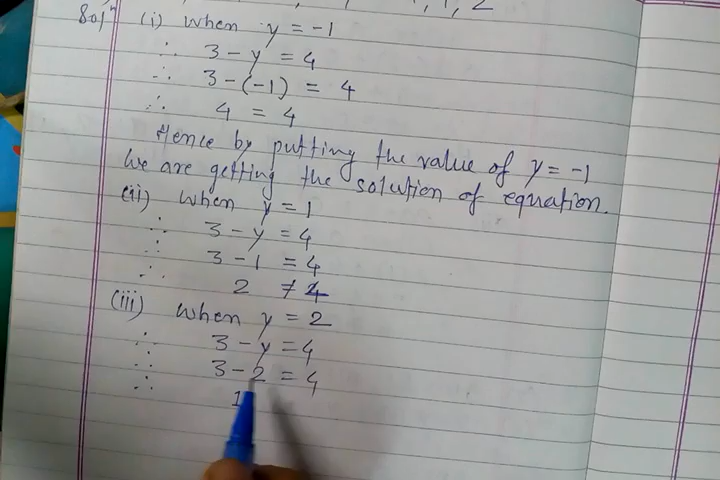 Solⁿ (i) when y = -1
∴ 3 - y = 4
∴ 3 - (-1) = 4
∴ 4 = 4
Hence by putting the value of y = -1
we are getting the solution of equation.
(ii) when y = 1
∴ 3 - y = 4
∴ 3 - 1 = 4
∴ 2 ≠ 4
(iii) when y = 2
∴ 3 - y = 4
∴ 3 - 2 = 4
∴ 1